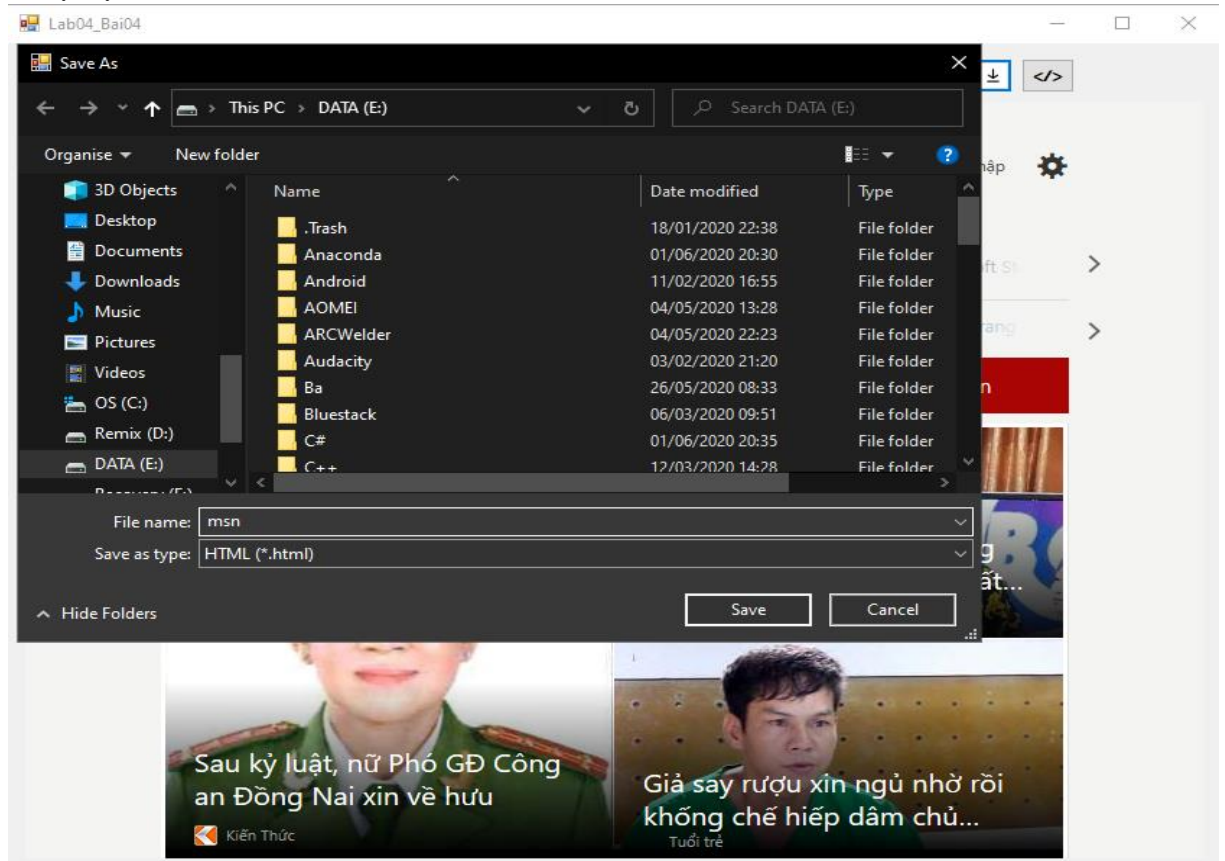 Lab04_Bai04
Save As
</>
This PC > DATA (E:)
Search DATA (E:)
Organise
New folder
?
3D Objects
Desktop
Documents
Downloads
Music
Pictures
Videos
OS (C:)
Remix (D:)
DATA (E:)
Name Date modified Type
.Trash 18/01/2020 22:38 File folder
Anaconda 01/06/2020 20:30 File folder
Android 11/02/2020 16:55 File folder
AOMEI 04/05/2020 13:28 File folder
ARCWelder 04/05/2020 22:23 File folder
Audacity 03/02/2020 21:20 File folder
Ba 26/05/2020 08:33 File folder
Bluestack 06/03/2020 09:51 File folder
C# 01/06/2020 20:35 File folder
C++ 12/03/2020 14:28 File folder
File name: msn
Save as type: HTML (*.html)
Hide Folders
Save Cancel
Sau kỷ luật, nữ Phó GĐ Công
an Đồng Nai xin về hưu
Kiến Thức
Giả say rượu xin ngủ nhờ rồi
khống chế hiếp dâm chủ...
Tuổi trẻ